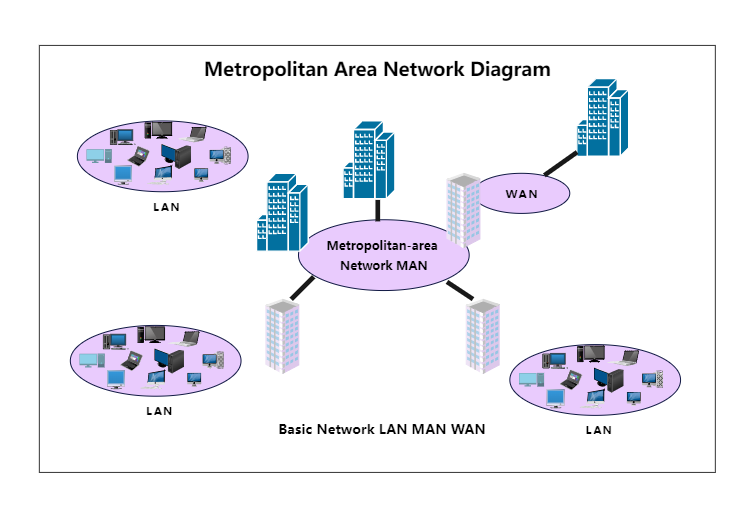 Metropolitan Area Network Diagram
LAN
WAN
Metropolitan-area
Network MAN
LAN
Basic Network LAN MAN WAN
LAN